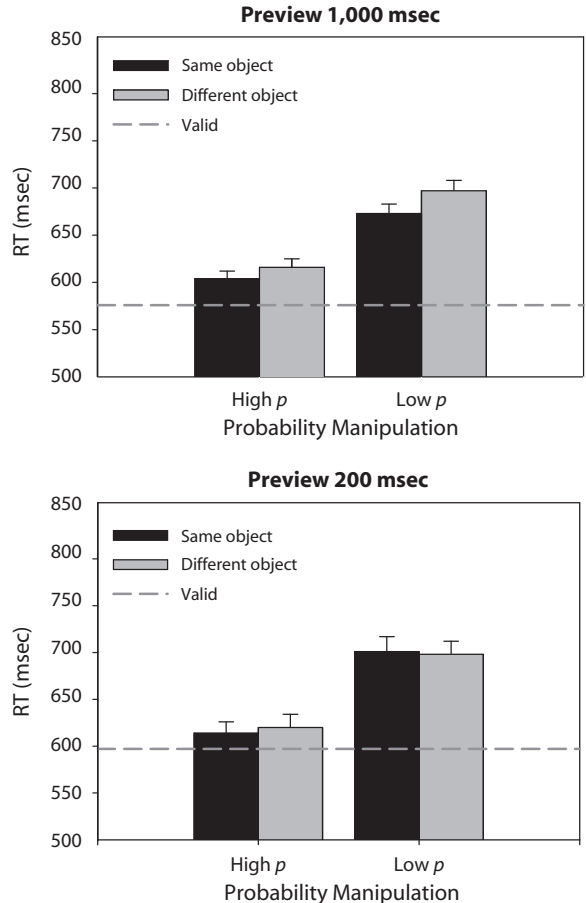 Preview 1,000 msec
850
800
750
700
650
600
550
500
RT (msec)
Same object
Different object
Valid
High p
Low p
Probability Manipulation
Preview 200 msec
850
800
750
700
650
600
550
500
RT (msec)
Same object
Different object
Valid
High p
Low p
Probability Manipulation